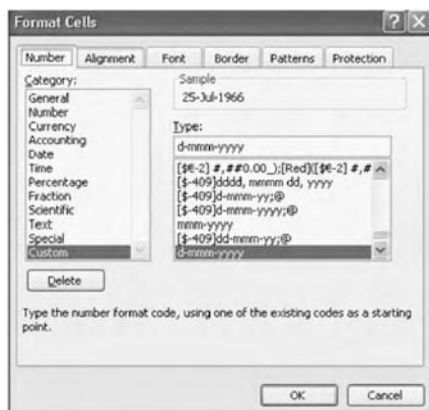 Format Cells
Number Alignment Font Border Patterns Protection
Category:
General
Number
Currency
Accounting
Date
Time
Percentage
Fraction
Scientific
Text
Special
Custom
Sample
25-Jul-1966
Type:
d-mmm-yyyy
[$€-2] #,##0.00_);[Red]([$€-2] #,#
[$-409]dddd, mmmm dd, yyyy
[$-409]d-mmm-yy;@
[$-409]d-mmm-yyyy;@
mmm-yyyy
[$-409]dd-mmm-yy;@
d-mmm-yyyy
Delete
Type the number format code, using one of the existing codes as a starting
point.
OK Cancel